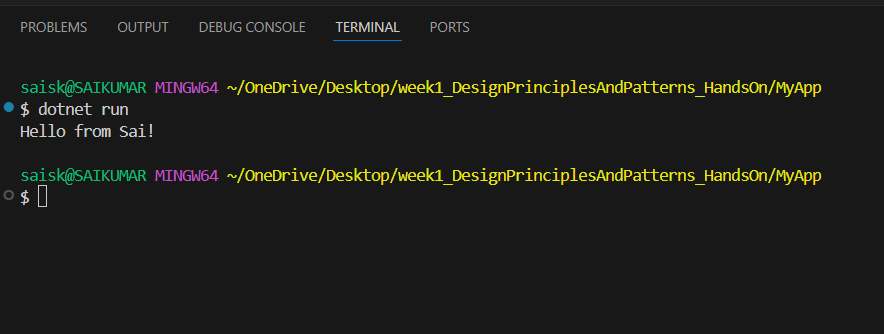 PROBLEMS OUTPUT DEBUG CONSOLE TERMINAL PORTS
saisk@SAIKUMAR MINGW64 ~/OneDrive/Desktop/week1_DesignPrinciplesAndPatterns_HandsOn/MyApp
$ dotnet run
Hello from Sai!
saisk@SAIKUMAR MINGW64 ~/OneDrive/Desktop/week1_DesignPrinciplesAndPatterns_HandsOn/MyApp
$